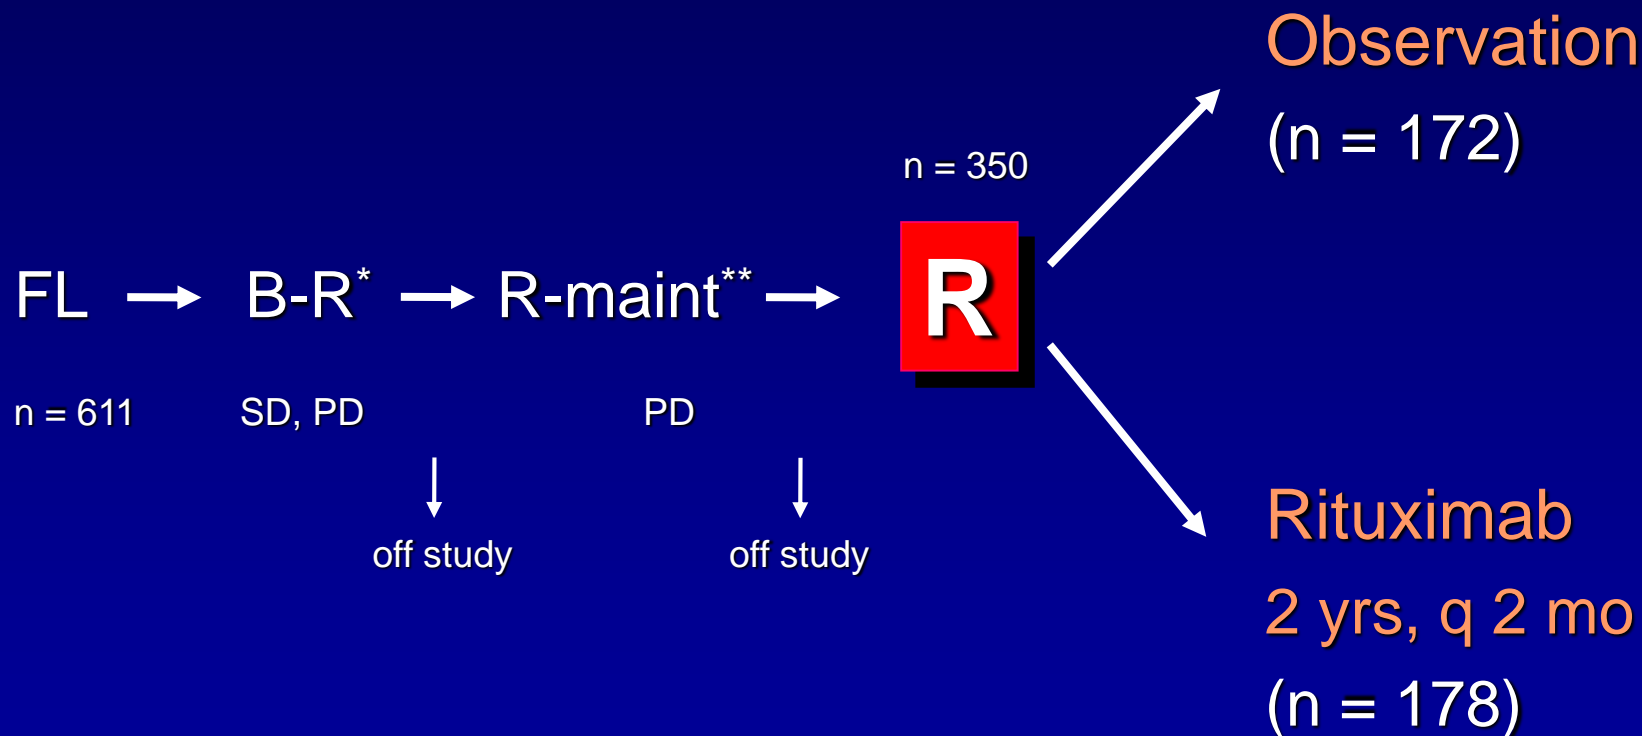 Observation
(n = 172)
n = 350
FL B-R* R-maint** R
n = 611 SD, PD PD
off study off study
Rituximab
2 yrs, q 2 mo
(n = 178)